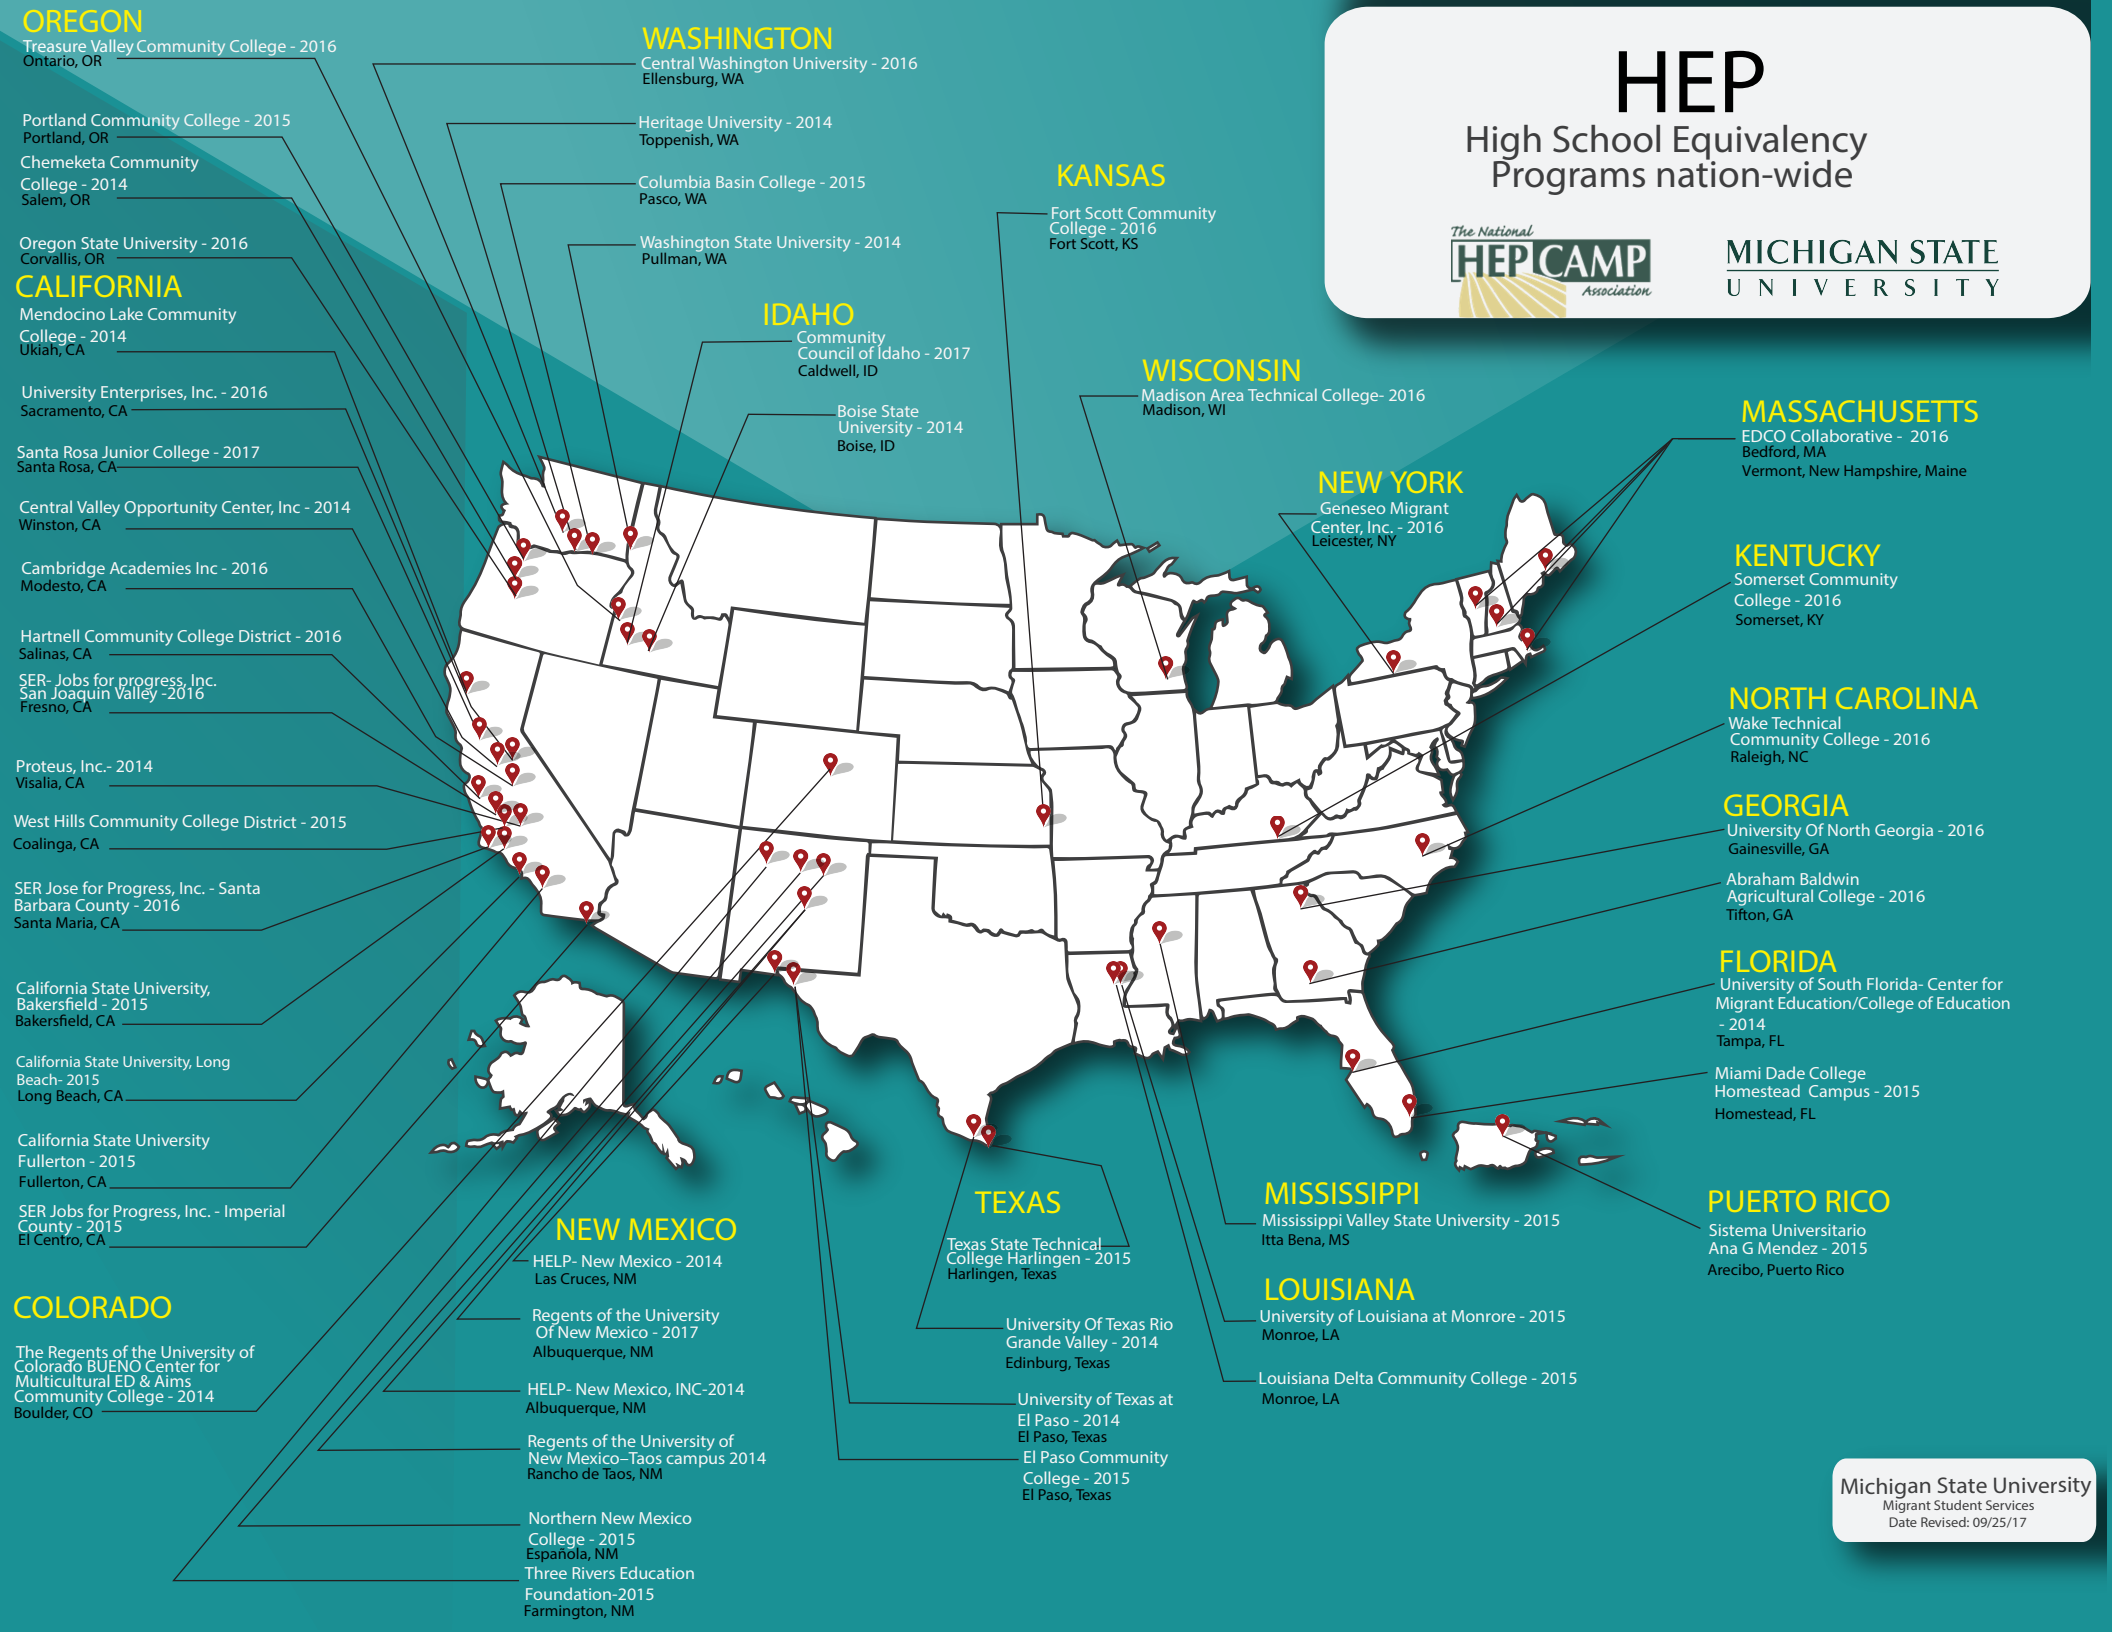 OREGON
Treasure Valley Community College - 2016
Ontario, OR
Portland Community College - 2015
Portland, OR
Chemeketa Community
College - 2014
Salem, OR
Oregon State University - 2016
Corvallis, OR
CALIFORNIA
Mendocino Lake Community
College - 2014
Ukiah, CA
University Enterprises, Inc. - 2016
Sacramento, CA
Santa Rosa Junior College - 2017
Santa Rosa, CA
Central Valley Opportunity Center, Inc - 2014
Winston, CA
Cambridge Academies Inc - 2016
Modesto, CA
Hartnell Community College District - 2016
Salinas, CA
SER- Jobs for progress, Inc.
San Joaquin Valley -2016
Fresno, CA
Proteus, Inc.- 2014
Visalia, CA
West Hills Community College District - 2015
Coalinga, CA
SER Jose for Progress, Inc. - Santa
Barbara County - 2016
Santa Maria, CA
California State University,
Bakersfield - 2015
Bakersfield, CA
California State University, Long
Beach- 2015
Long Beach, CA
California State University
Fullerton - 2015
Fullerton, CA
SER Jobs for Progress, Inc. - Imperial
County - 2015
El Centro, CA
COLORADO
The Regents of the University of
Colorado BUENO Center for
Multicultural ED & Aims
Community College - 2014
Boulder, CO
WASHINGTON
Central Washington University - 2016
Ellensburg, WA
Heritage University - 2014
Toppenish, WA
Columbia Basin College - 2015
Pasco, WA
Washington State University - 2014
Pullman, WA
IDAHO
Community
Council of Idaho - 2017
Caldwell, ID
Boise State
University - 2014
Boise, ID
KANSAS
Fort Scott Community
College - 2016
Fort Scott, KS
WISCONSIN
Madison Area Technical College- 2016
Madison, WI
NEW YORK
Geneseo Migrant
Center, Inc. - 2016
Leicester, NY
HEP
High School Equivalency
Programs nation-wide
The National
HEP CAMP
Association
MICHIGAN STATE
UNIVERSITY
MASSACHUSETTS
EDCO Collaborative -  2016
Bedford, MA
Vermont, New Hampshire, Maine
KENTUCKY
Somerset Community
College - 2016
Somerset, KY
NORTH CAROLINA
Wake Technical
Community College - 2016
Raleigh, NC
GEORGIA
University Of North Georgia - 2016
Gainesville, GA
Abraham Baldwin
Agricultural College - 2016
Tifton, GA
FLORIDA
University of South Florida- Center for
Migrant Education/College of Education
- 2014
Tampa, FL
Miami Dade College
Homestead  Campus - 2015
Homestead, FL
PUERTO RICO
Sistema Universitario
Ana G Mendez - 2015
Arecibo, Puerto Rico
NEW MEXICO
HELP- New Mexico - 2014
Las Cruces, NM
Regents of the University
Of New Mexico - 2017
Albuquerque, NM
HELP- New Mexico, INC-2014
Albuquerque, NM
Regents of the University of
New Mexico–Taos campus 2014
Rancho de Taos, NM
Northern New Mexico
College - 2015
Española, NM
Three Rivers Education
Foundation-2015
Farmington, NM
TEXAS
Texas State Technical
College Harlingen - 2015
Harlingen, Texas
University Of Texas Rio
Grande Valley - 2014
Edinburg, Texas
University of Texas at
El Paso - 2014
El Paso, Texas
El Paso Community
College - 2015
El Paso, Texas
MISSISSIPPI
Mississippi Valley State University - 2015
Itta Bena, MS
LOUISIANA
University of Louisiana at Monrore - 2015
Monroe, LA
Louisiana Delta Community College - 2015
Monroe, LA
Michigan State University
Migrant Student Services
Date Revised: 09/25/17